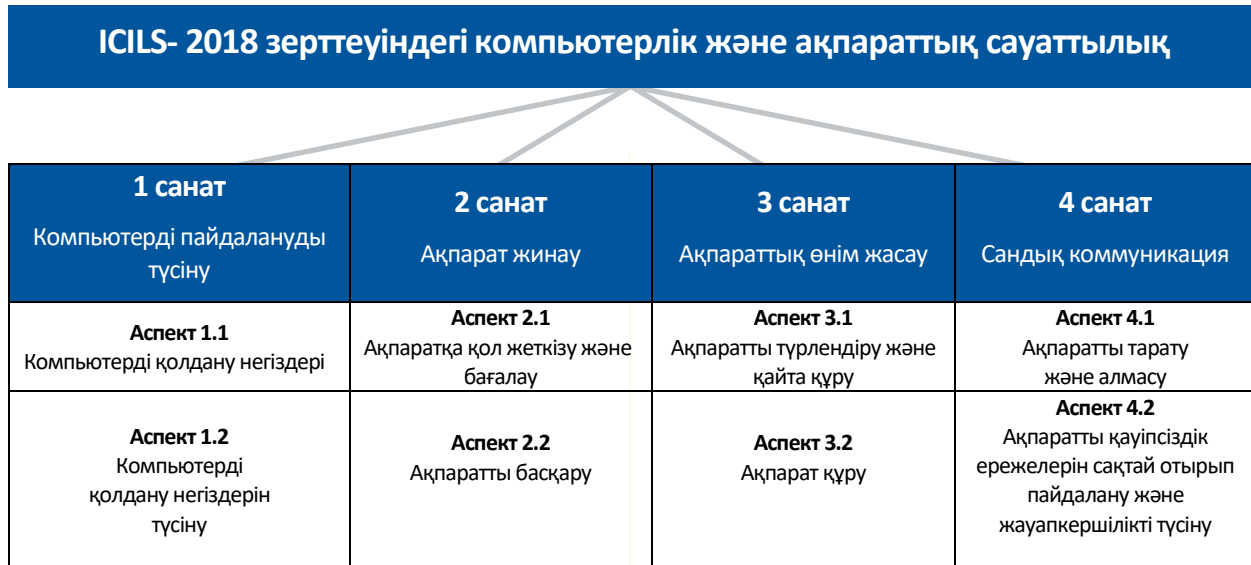 ICILS- 2018 зерттеуіндегі компьютерлік және ақпараттық сауаттылық
1 санат
Компьютерді пайдалануды
түсіну
2 санат
Ақпарат жинау
3 санат
Ақпараттық өнім жасау
4 санат
Сандық коммуникация
Аспект 1.1
Компьютерді қолдану негіздері
Аспект 2.1
Ақпаратқа қол жеткізу және
бағалау
Аспект 3.1
Ақпаратты түрлендіру және
қайта құру
Аспект 4.1
Ақпаратты тарату
және алмасу
Аспект 1.2
Компьютерді
қолдану негіздерін
түсіну
Аспект 2.2
Ақпаратты басқару
Аспект 3.2
Ақпарат құру
Аспект 4.2
Ақпаратты қауіпсіздік
ережелерін сақтай отырып
пайдалану және
жауапкершілікті түсіну